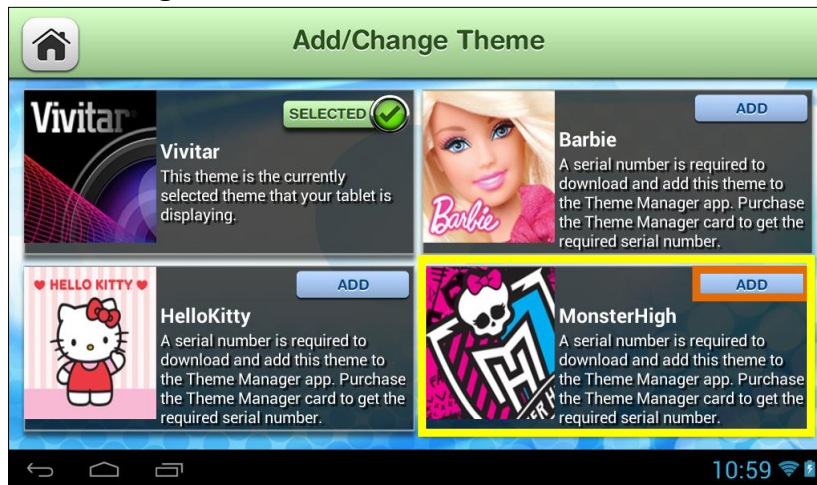 Add/Change Theme
Vivitar
SELECTED
Vivitar
This theme is the currently
selected theme that your tablet is
displaying.
Barbie
ADD
Barbie
A serial number is required to
download and add this theme to
the Theme Manager app. Purchase
the Theme Manager card to get the
required serial number.
HELLO KITTY
ADD
HelloKitty
A serial number is required to
download and add this theme to
the Theme Manager app. Purchase
the Theme Manager card to get the
required serial number.
ADD
MonsterHigh
A serial number is required to
download and add this theme to
the Theme Manager app. Purchase
the Theme Manager card to get the
required serial number.
10:59